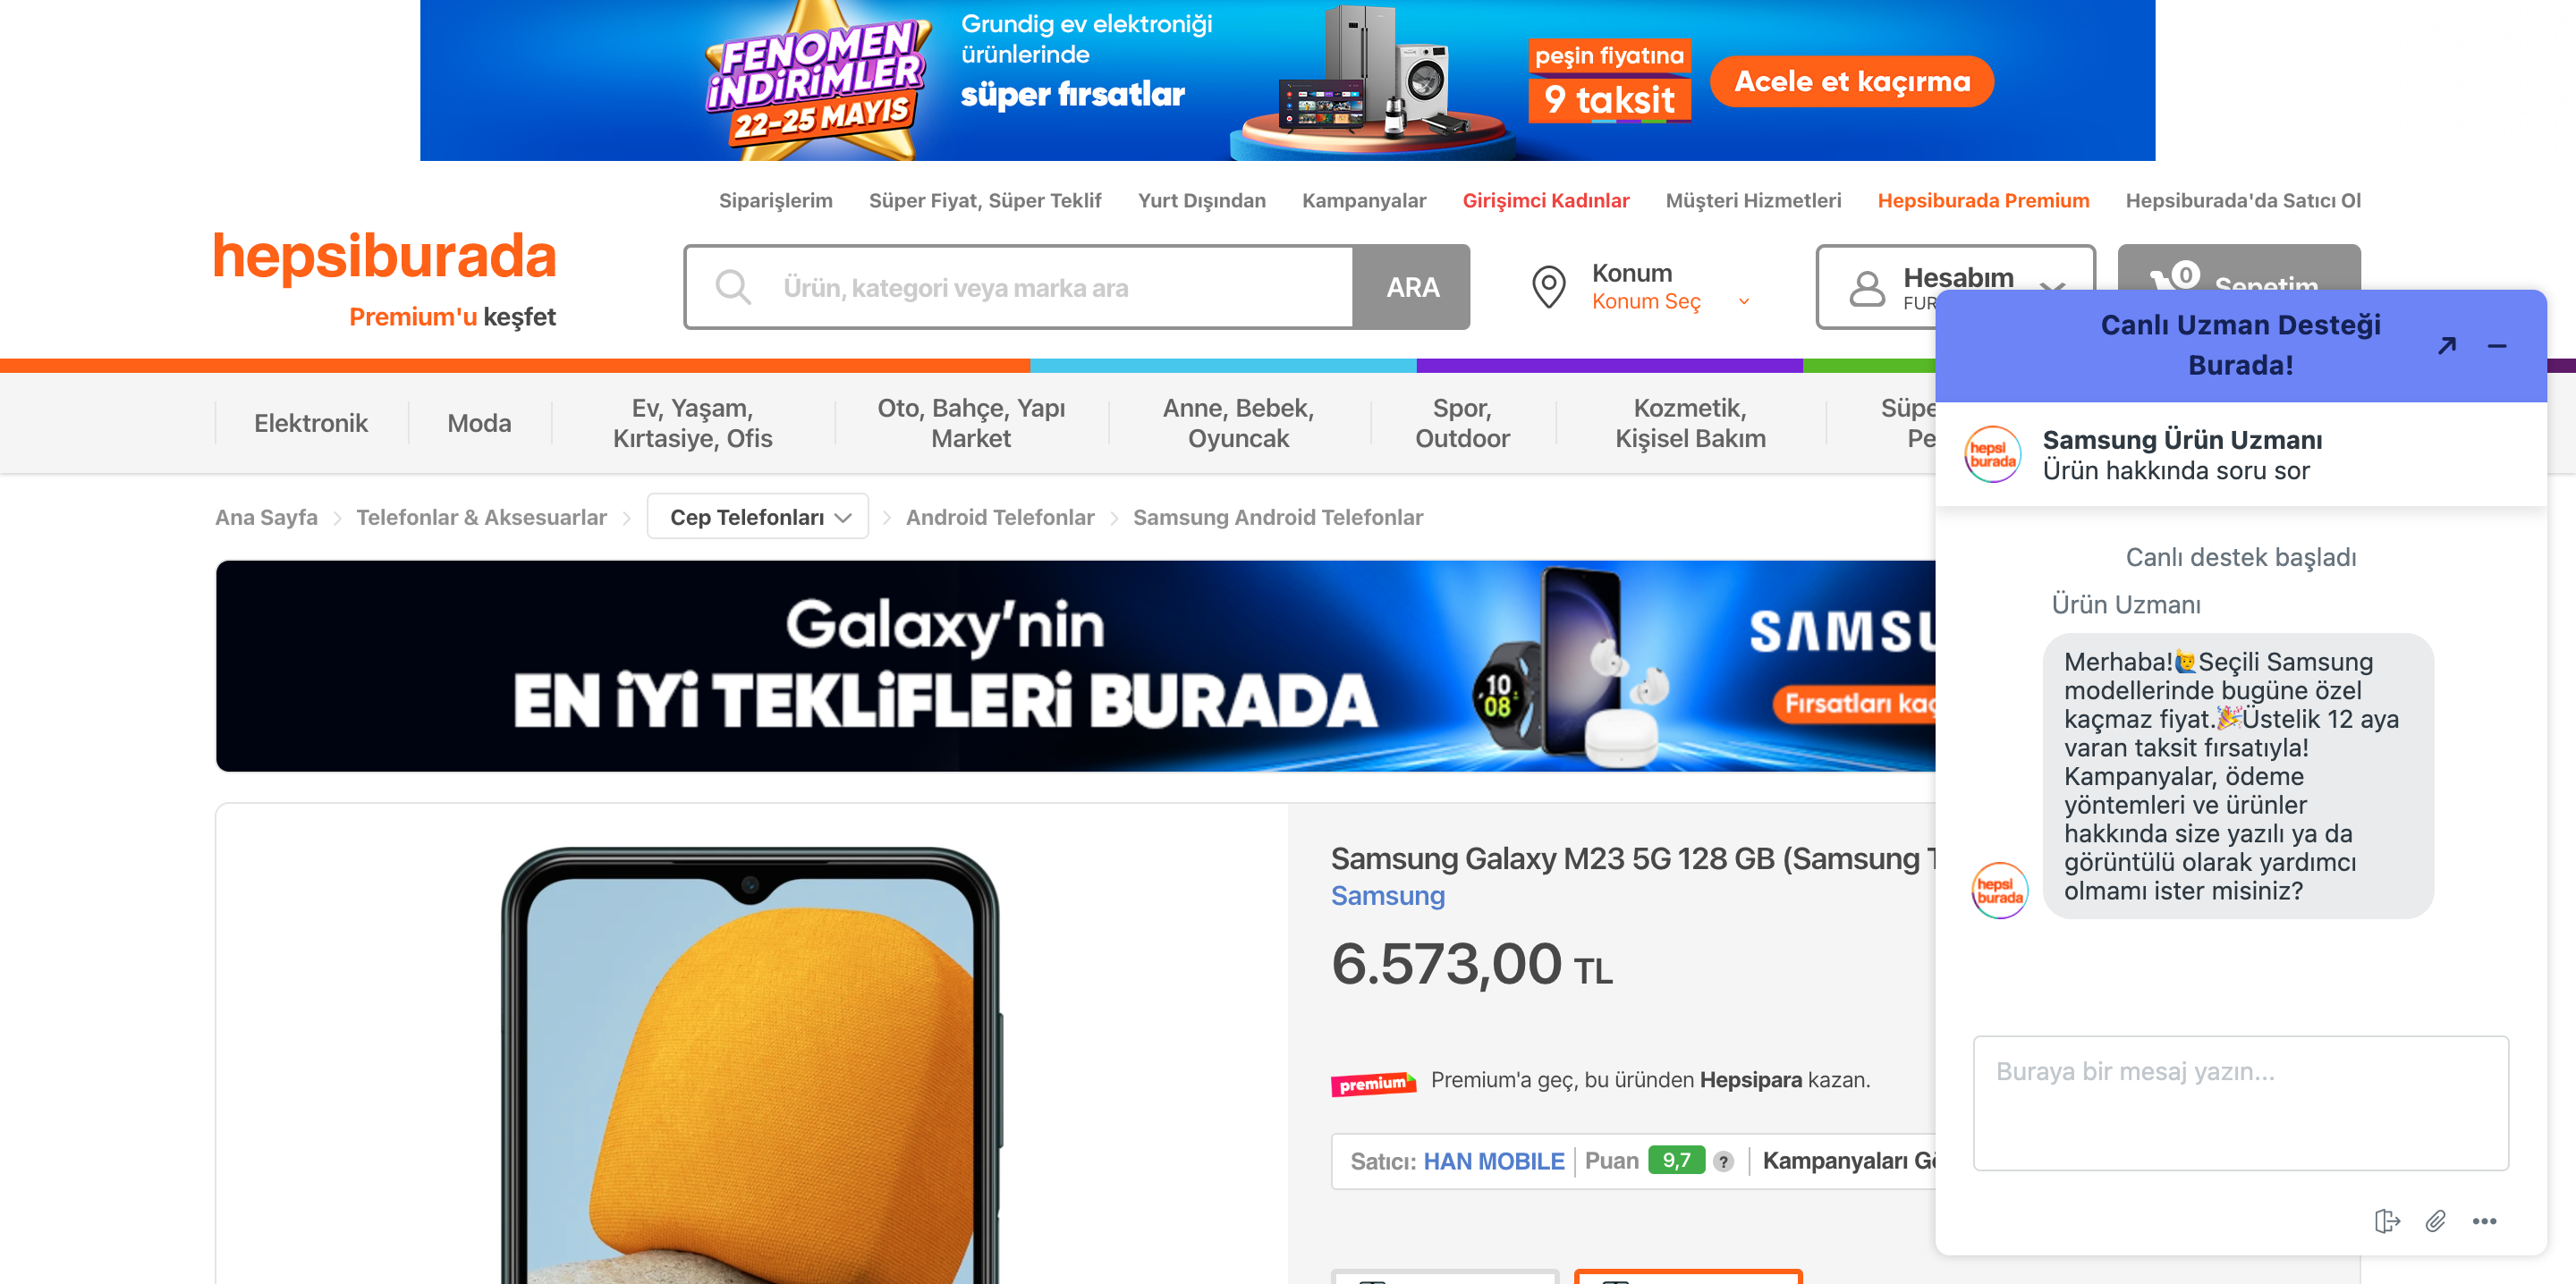 FENOMEN
İNDİRİMLER
22-25 MAYIS
Grundig ev elektroniği
ürünlerinde
süper fırsatlar
peşin fiyatına
9 taksit
Acele et kaçırma
Siparişlerim Süper Fiyat, Süper Teklif Yurt Dışından Kampanyalar Girişimci Kadınlar Müşteri Hizmetleri Hepsiburada Premium Hepsiburada'da Satıcı Ol
hepsiburada
Premium'u keşfet
Ürün, kategori veya marka ara
ARA
Konum
Konum Seç
Hesabım
FUR
0
Sepetim
Elektronik
Moda
Ev, Yaşam,
Kırtasiye, Ofis
Oto, Bahçe, Yapı
Market
Anne, Bebek,
Oyuncak
Spor,
Outdoor
Kozmetik,
Kişisel Bakım
Süpe
Pe
Ana Sayfa Telefonlar & Aksesuarlar Cep Telefonları Android Telefonlar Samsung Android Telefonlar
Galaxy'nin
EN İYİ TEKLİFLERİ BURADA
10
08
SAMSU
Fırsatları kaç
Samsung Galaxy M23 5G 128 GB (Samsung T
Samsung
6.573,00 TL
premium Premium'a geç, bu üründen Hepsipara kazan.
Satıcı: HAN MOBILE Puan 9,7 ? Kampanyaları Gö
Canlı Uzman Desteği
Burada!
hepsi
burada
Samsung Ürün Uzmanı
Ürün hakkında soru sor
Canlı destek başladı
Ürün Uzmanı
Merhaba!🙋‍♂️Seçili Samsung
modellerinde bugüne özel
kaçmaz fiyat.🎉Üstelik 12 aya
varan taksit fırsatıyla!
Kampanyalar, ödeme
yöntemleri ve ürünler
hakkında size yazılı ya da
görüntülü olarak yardımcı
olmamı ister misiniz?
hepsi
burada
Buraya bir mesaj yazın...